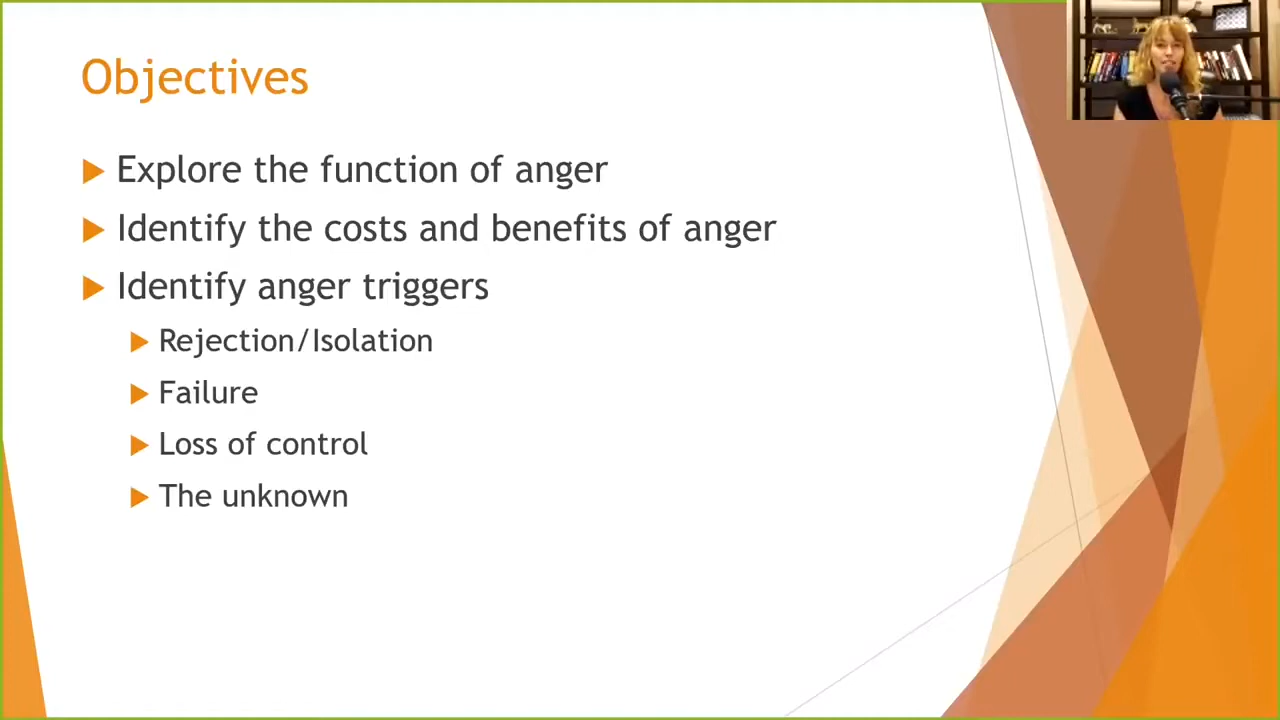 Objectives
Explore the function of anger
Identify the costs and benefits of anger
Identify anger triggers
Rejection/Isolation
Failure
Loss of control
The unknown